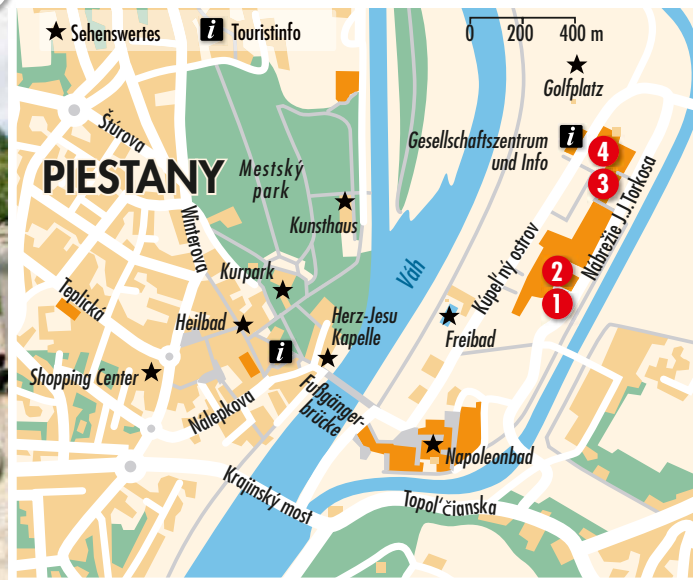 Sehenswertes
i Touristinfo
0 200 400 m
Golfplatz
Štúrova
Gesellschaftszentrum
und Info
i
4
3
PIESTANY
Mestský
park
Kunsthaus
Nábrežie J.J.Torkosa
Winterova
Kúpeľný ostrov
Váh
2
1
Kurpark
Teplická
Heilbad
Herz-Jesu
Kapelle
Freibad
i
Shopping Center
Nálepkova
Fußgänger-
brücke
Napoleonbad
Krajinský most
Topoľčianska